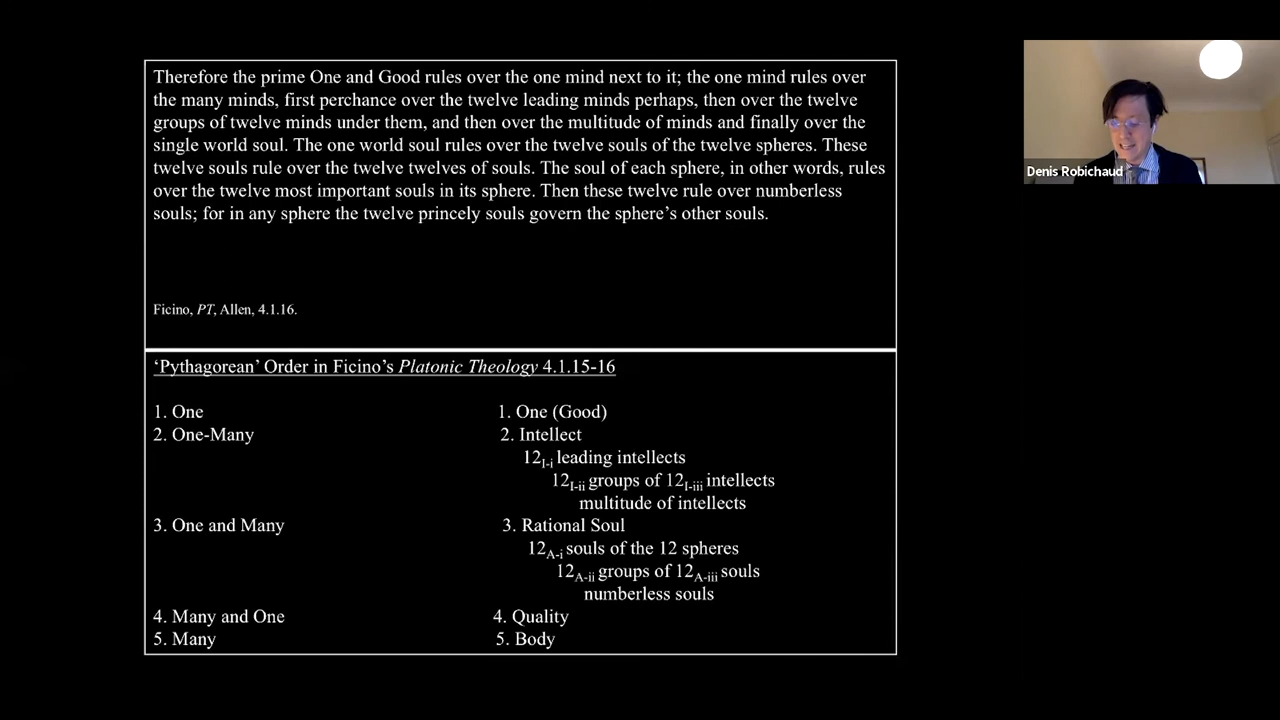 Therefore the prime One and Good rules over the one mind next to it; the one mind rules over
the many minds, first perchance over the twelve leading minds perhaps, then over the twelve
groups of twelve minds under them, and then over the multitude of minds and finally over the
single world soul. The one world soul rules over the twelve souls of the twelve spheres. These
twelve souls rule over the twelve twelves of souls. The soul of each sphere, in other words, rules
over the twelve most important souls in its sphere. Then these twelve rule over numberless
souls; for in any sphere the twelve princely souls govern the sphere's other souls.
Ficino, PT, Allen, 4.1.16.
'Pythagorean' Order in Ficino's Platonic Theology 4.1.15-16
1. One
1. One (Good)
2. One-Many
2. Intellect
12I-i leading intellects
12I-ii groups of 12I-iii intellects
multitude of intellects
3. One and Many
3. Rational Soul
12A-i souls of the 12 spheres
12A-ii groups of 12A-iii souls
numberless souls
4. Many and One
4. Quality
5. Many
5. Body
Denis Robichaud